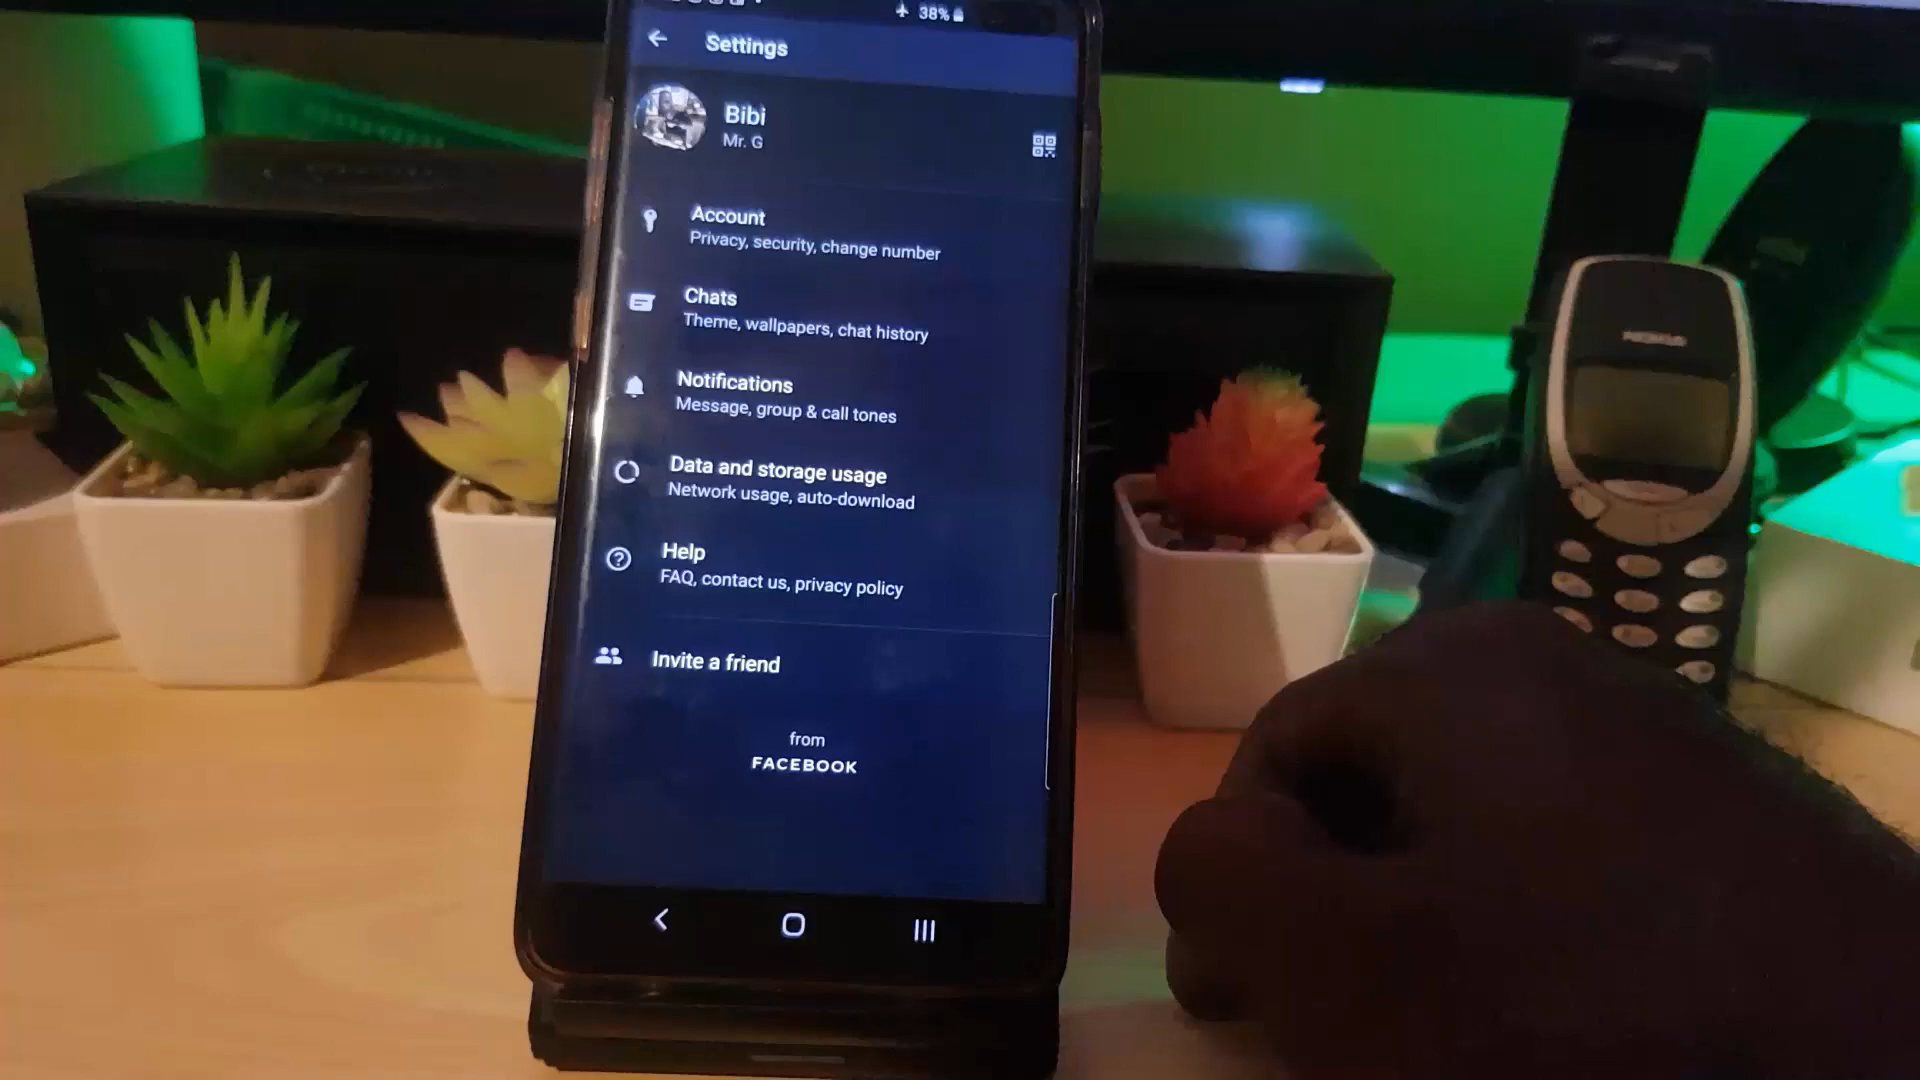 38%
Settings
Bibi
Mr. G
Account
Privacy, security, change number
Chats
Theme, wallpapers, chat history
Notifications
Message, group & call tones
Data and storage usage
Network usage, auto-download
Help
FAQ, contact us, privacy policy
Invite a friend
from
FACEBOOK
NOKIA